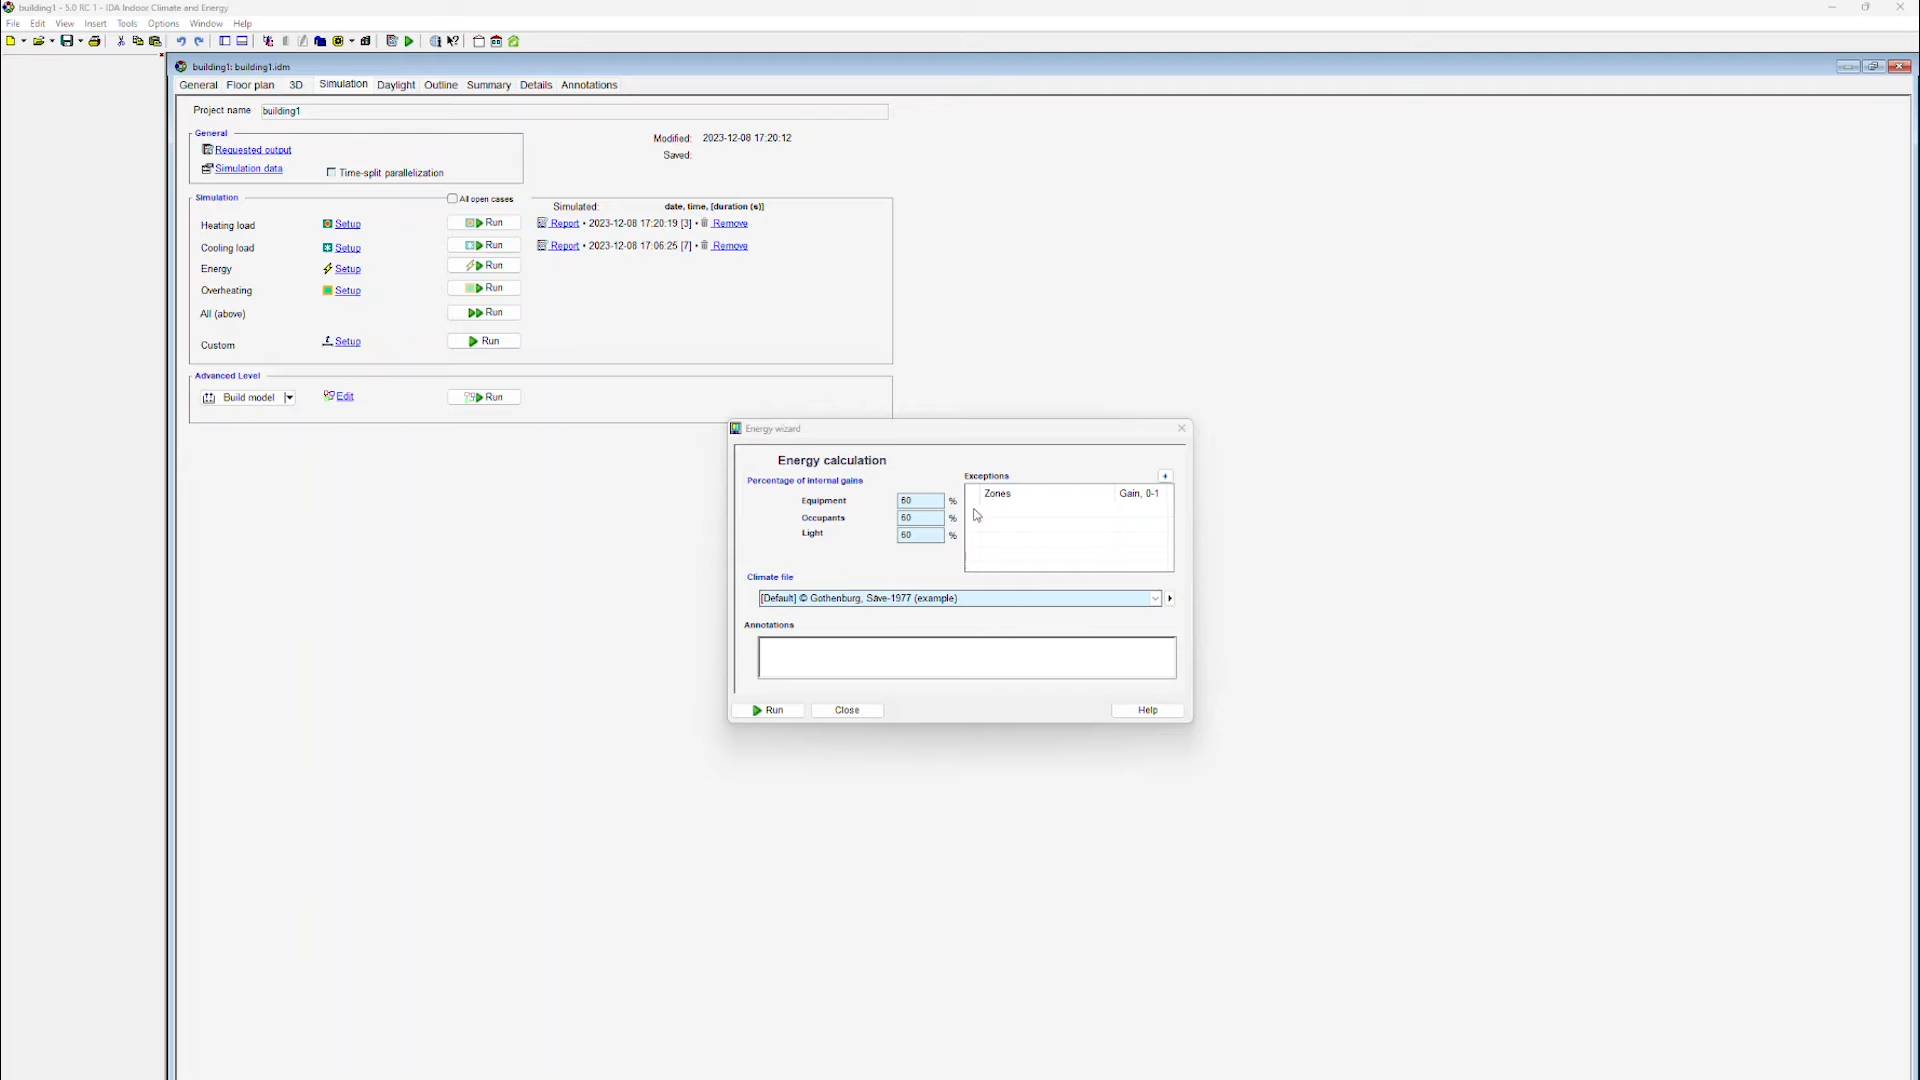 building1 - 5.0 RC 1 - IDA Indoor Climate and Energy
File Edit View Insert Tools Options Window Help
building1: building1.idm
General Floor plan 3D Simulation Daylight Outline Summary Details Annotations
Project name building1
General
Requested output
Simulation data
Time-split parallelization
Modified: 2023-12-08 17:20:12
Saved:
Simulation
All open cases
Simulated: date, time, [duration (s)]
Heating load Setup Run Report • 2023-12-08 17:20:19 [3] • Remove
Cooling load Setup Run Report • 2023-12-08 17:06:25 [7] • Remove
Energy Setup Run
Overheating Setup Run
All (above) Run
Custom Setup Run
Advanced Level
Build model Edit Run
Energy wizard
Energy calculation
Percentage of internal gains
Equipment 60 %
Occupants 60 %
Light 60 %
Exceptions +
Zones Gain, 0-1
Climate file
[Default] © Gothenburg, Säve-1977 (example)
Annotations
Run Close Help